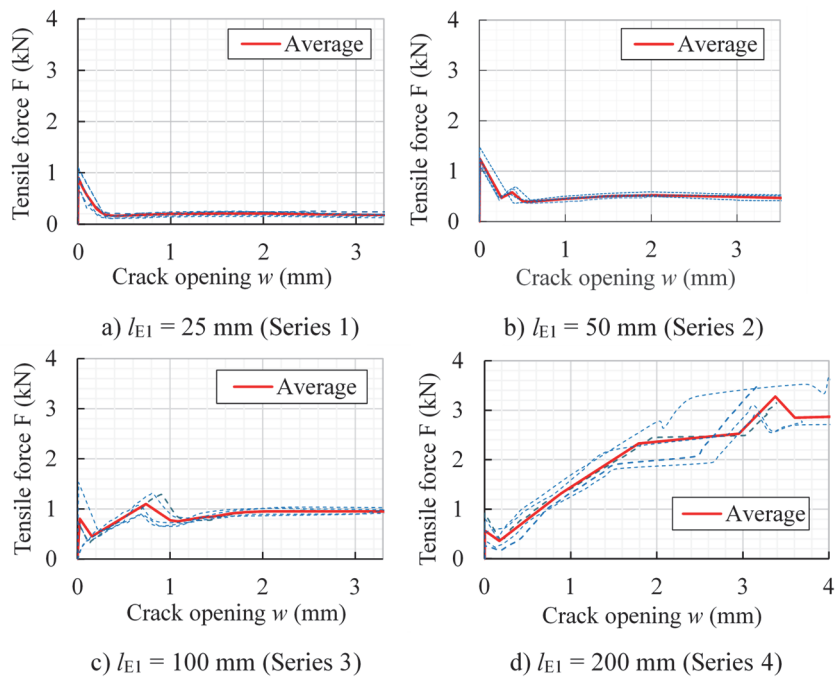 4
3
2
1
0
Tensile force F (kN)
Average
0 1 2 3
Crack opening w (mm)
a) lE1 = 25 mm (Series 1)
4
3
2
1
0
Tensile force F (kN)
Average
0 1 2 3
Crack opening w (mm)
b) lE1 = 50 mm (Series 2)
4
3
2
1
0
Tensile force F (kN)
Average
0 1 2 3
Crack opening w (mm)
c) lE1 = 100 mm (Series 3)
4
3
2
1
0
Tensile force F (kN)
Average
0 1 2 3 4
Crack opening w (mm)
d) lE1 = 200 mm (Series 4)